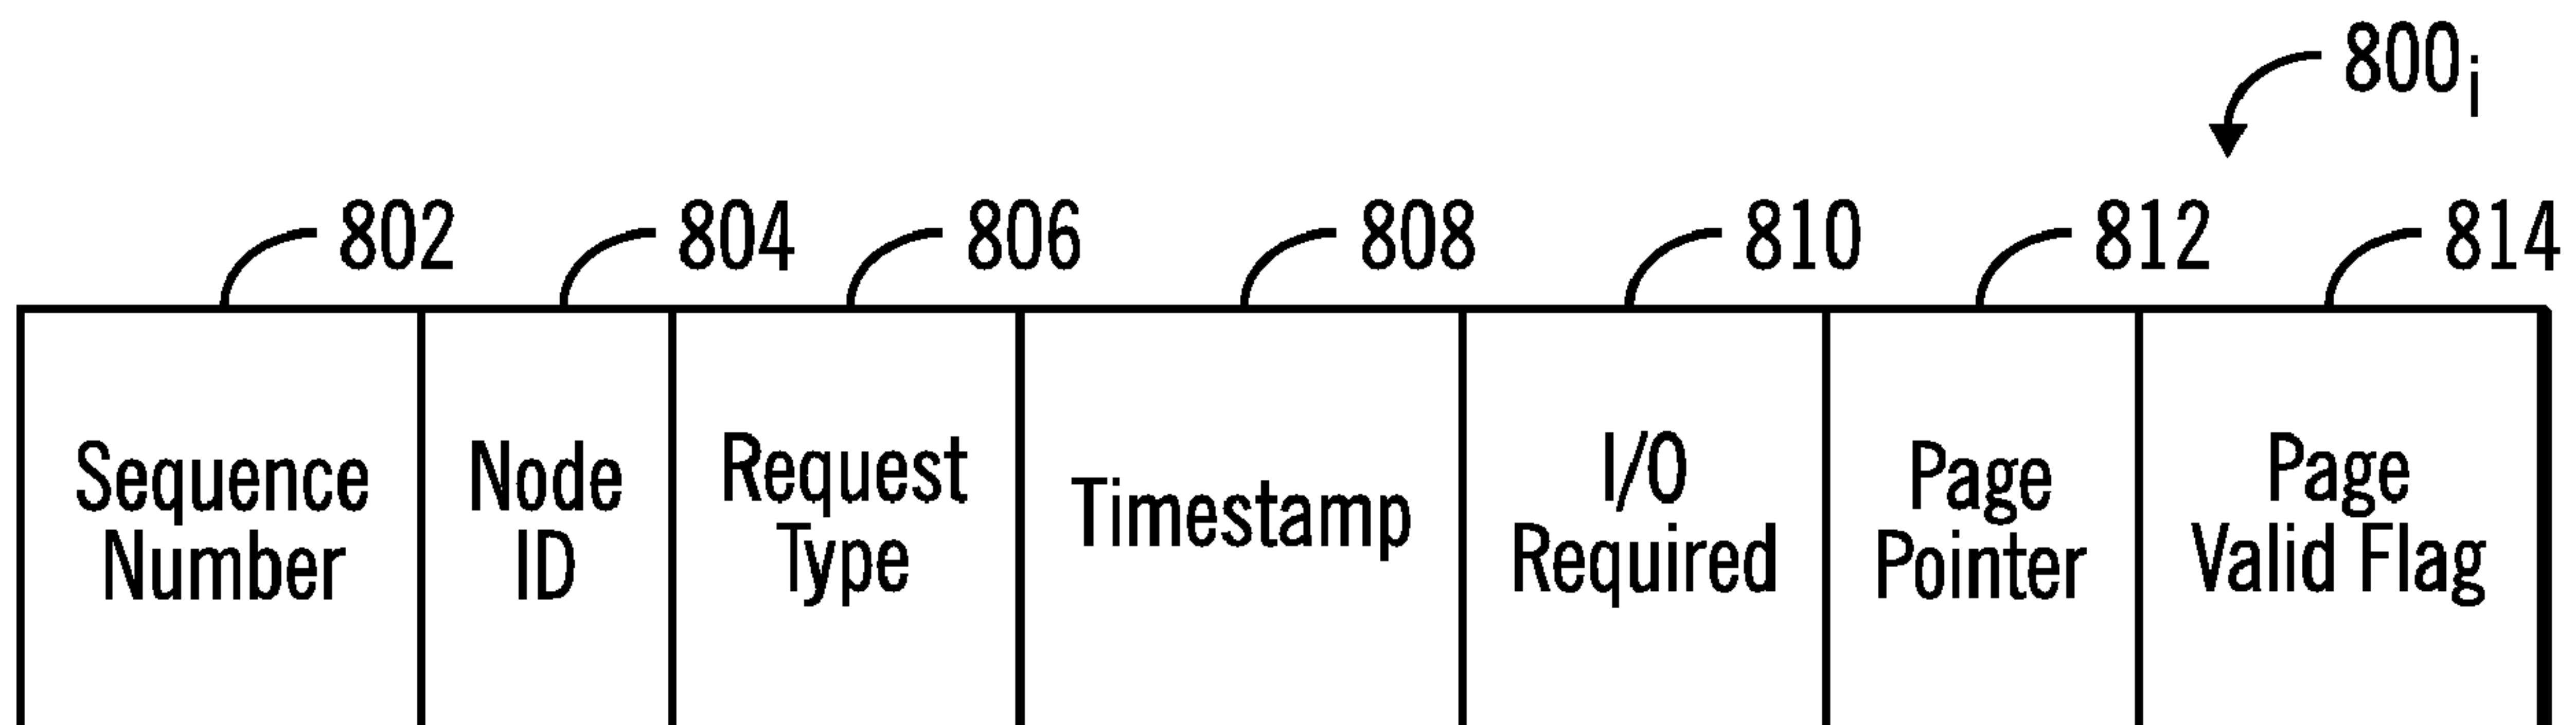 800i
802
804
806
808
810
812
814
Sequence
Number
Node
ID
Request
Type
Timestamp
I/O
Required
Page
Pointer
Page
Valid Flag